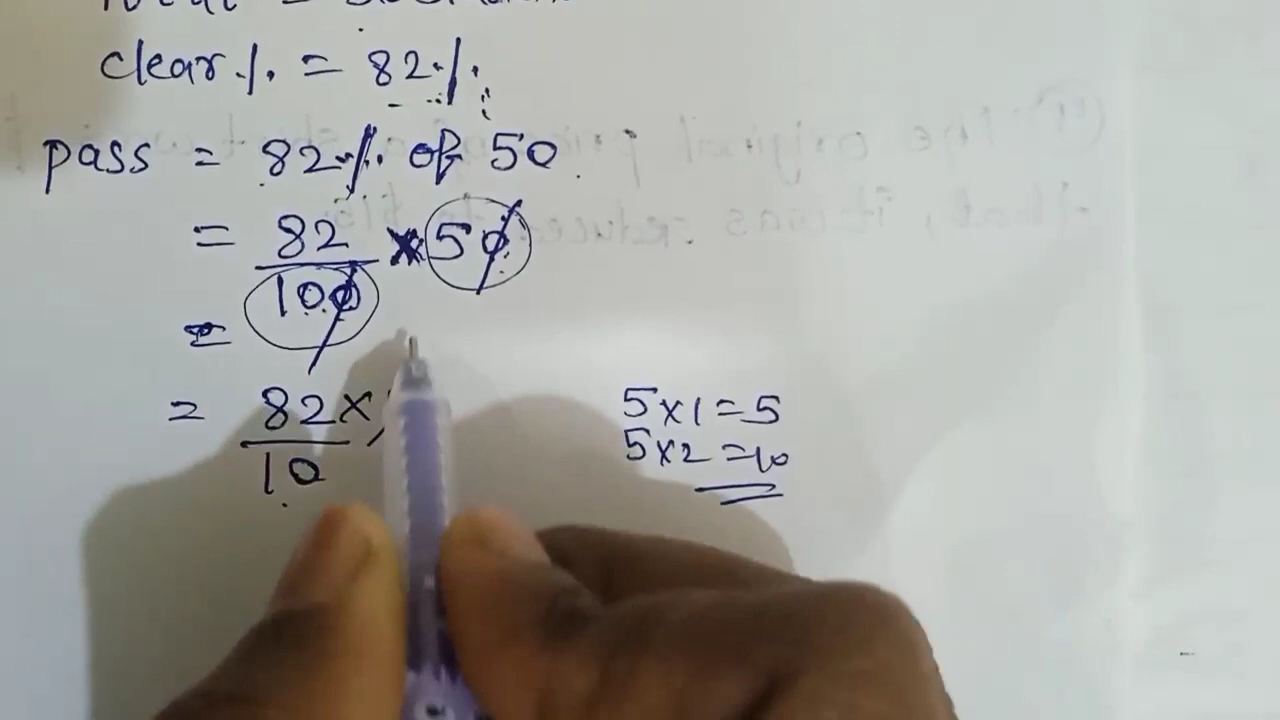 clear % = 82 %
pass = 82 % of 50
= 82/100 × 50
=
= 82 ×
10
5 × 1 = 5
5 × 2 = 10